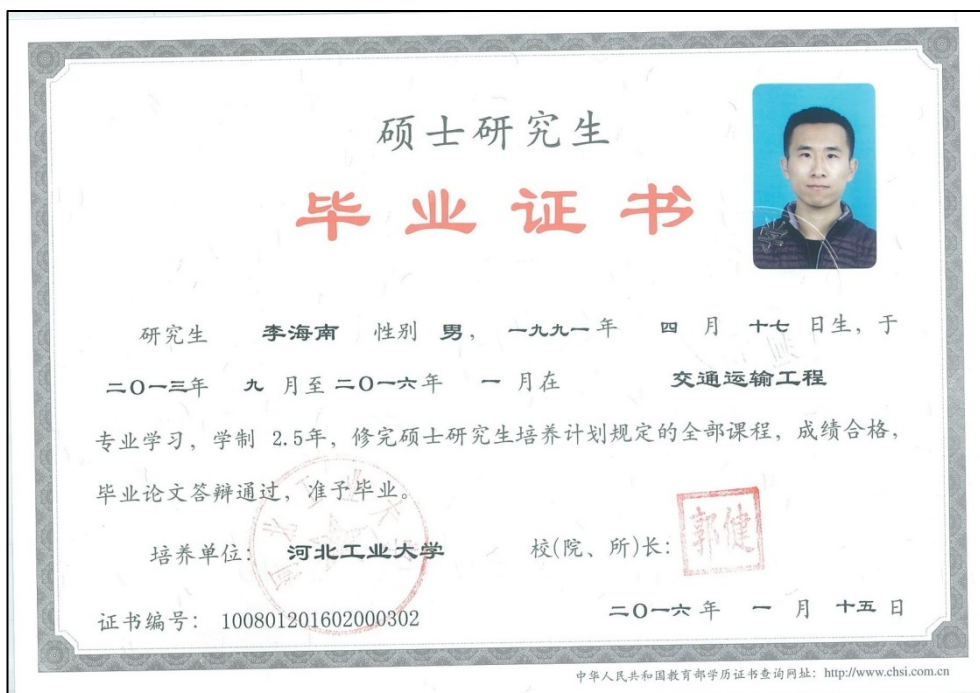 硕士研究生
毕业证书
研究生 李海南 性别 男， 一九九一 年 四 月 十七 日生，于
二〇一三年 九 月至 二〇一六年 一 月在 交通运输工程
专业学习，学制 2.5年，修完硕士研究生培养计划规定的全部课程，成绩合格，
毕业论文答辩通过，准予毕业。
培养单位： 河北工业大学 校(院、所)长： 郭健
证书编号： 100801201602000302 二〇一六 年 一 月 十五 日
中华人民共和国教育部学历证书查询网址：http://www.chsi.com.cn